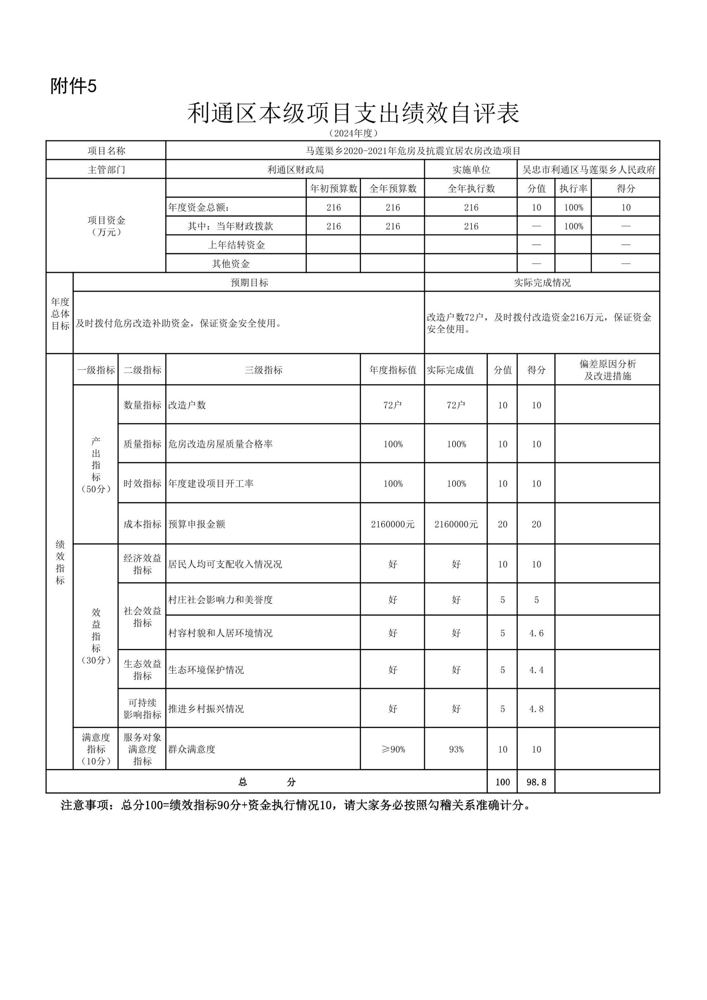 附件5
利通区本级项目支出绩效自评表
（2024年度）
项目名称 马莲渠乡2020-2021年危房及抗震宜居农房改造项目
主管部门 利通区财政局 实施单位 吴忠市利通区马莲渠乡人民政府
项目资金
（万元）
年初预算数 全年预算数 全年执行数 分值 执行率 得分
年度资金总额： 216 216 216 10 100% 10
其中：当年财政拨款 216 216 216 — 100% —
上年结转资金 — —
其他资金 — —
年度
总体
目标
预期目标 实际完成情况
及时拨付危房改造补助资金，保证资金安全使用。
改造户数72户，及时拨付改造资金216万元，保证资金
安全使用。
绩
效
指
标
一级指标 二级指标 三级指标 年度指标值 实际完成值 分值 得分 偏差原因分析
及改进措施
产
出
指
标
（50分）
数量指标 改造户数 72户 72户 10 10
质量指标 危房改造房屋质量合格率 100% 100% 10 10
时效指标 年度建设项目开工率 100% 100% 10 10
成本指标 预算申报金额 2160000元 2160000元 20 20
效
益
指
标
（30分）
经济效益
指标
居民人均可支配收入情况况 好 好 10 10
社会效益
指标
村庄社会影响力和美誉度 好 好 5 5
村容村貌和人居环境情况 好 好 5 4.6
生态效益
指标
生态环境保护情况 好 好 5 4.4
可持续
影响指标
推进乡村振兴情况 好 好 5 4.8
满意度
指标
（10分）
服务对象
满意度
指标
群众满意度 ≥90% 93% 10 10
总 分 100 98.8
注意事项：总分100=绩效指标90分+资金执行情况10，请大家务必按照勾稽关系准确计分。